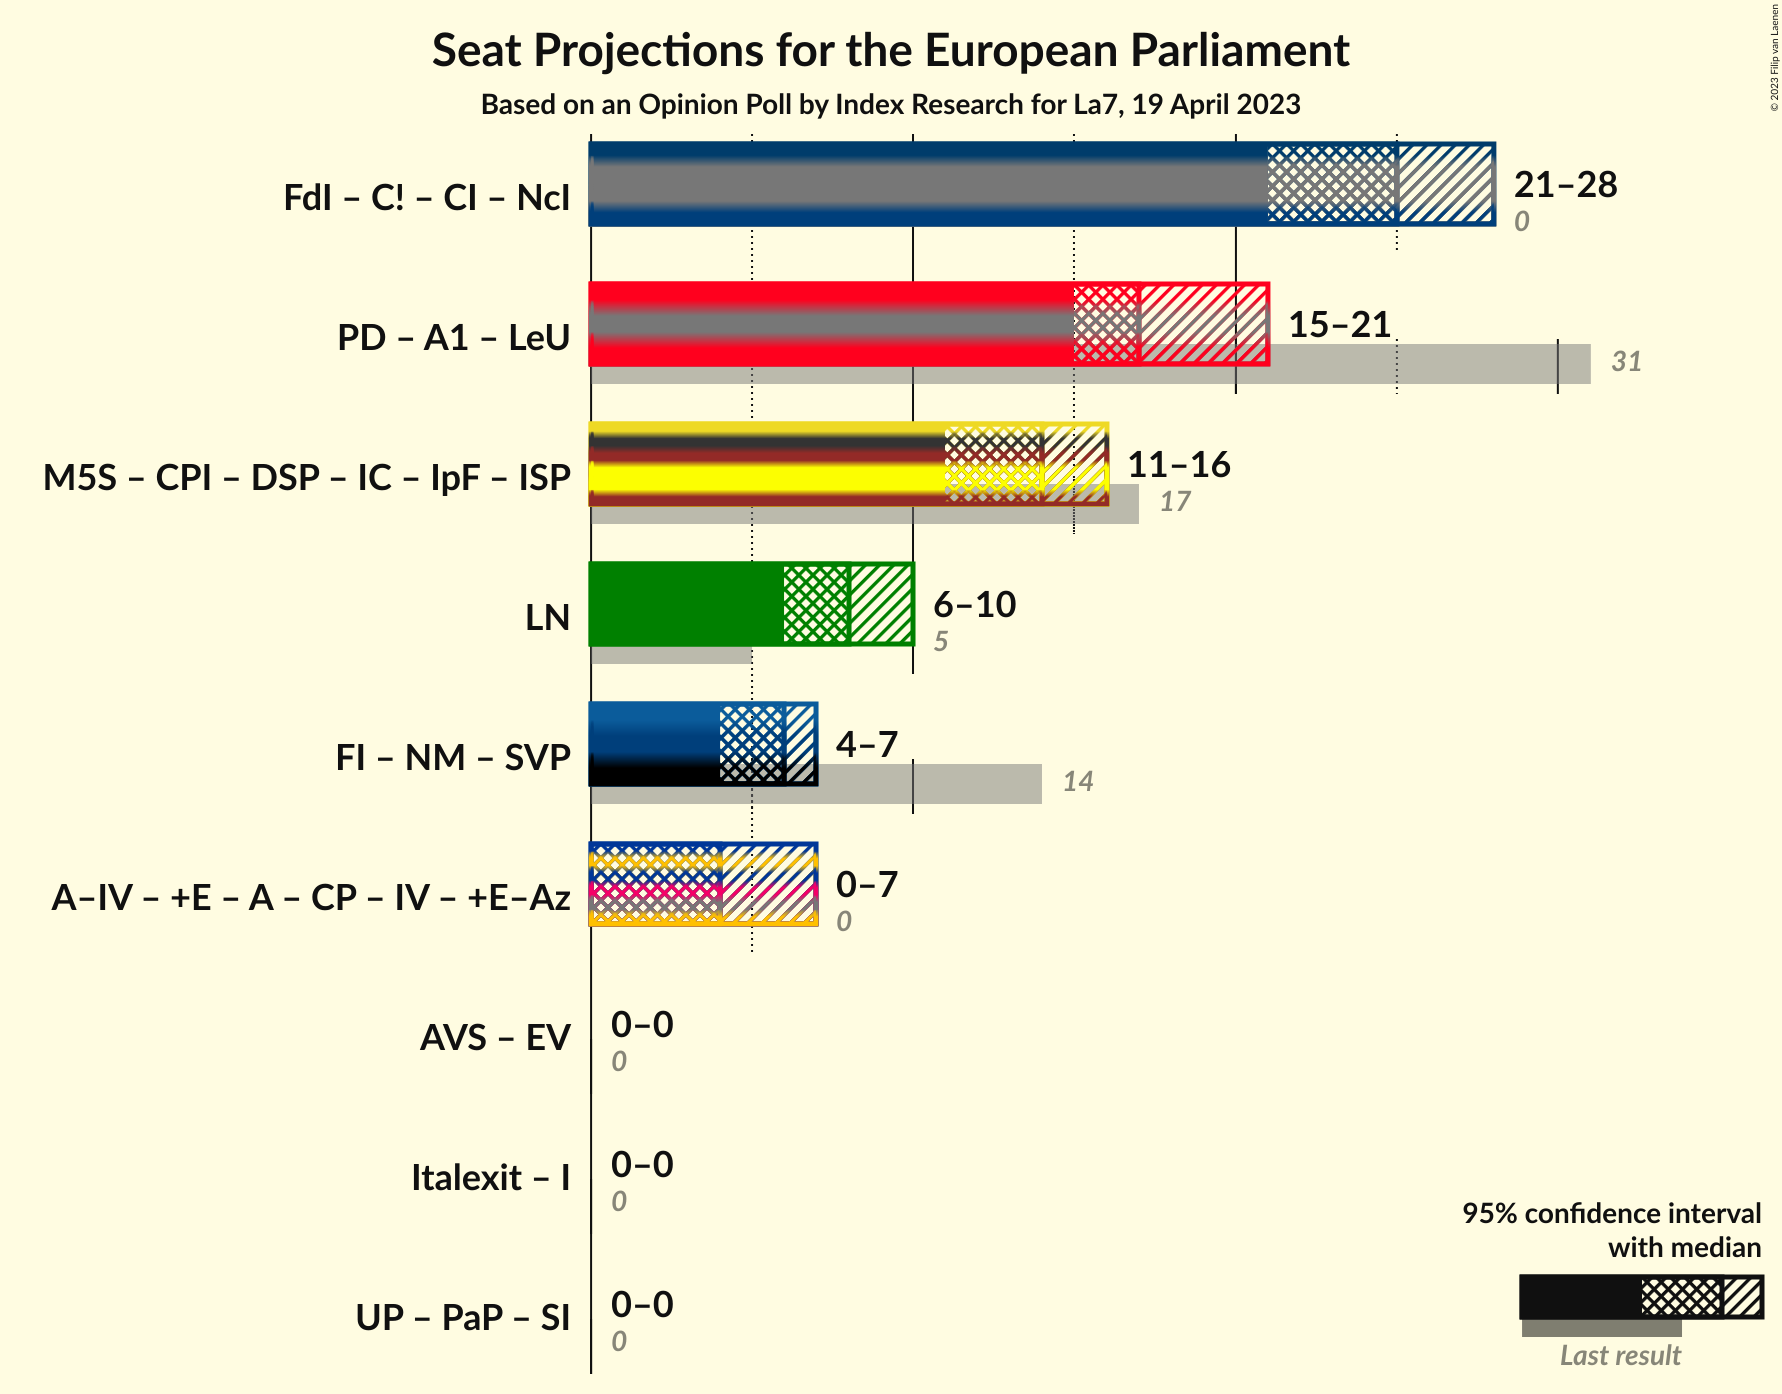 Seat Projections for the European Parliament
Based on an Opinion Poll by Index Research for La7, 19 April 2023
© 2023 Filip van Laenen
FdI – C! – CI – NcI
21–28
0
PD – A1 – LeU
15–21
31
M5S – CPI – DSP – IC – IpF – ISP
11–16
17
LN
6–10
5
FI – NM – SVP
4–7
14
A–IV – +E – A – CP – IV – +E–Az
0–7
0
AVS – EV
0–0
0
Italexit – I
0–0
0
UP – PaP – SI
0–0
0
95% confidence interval
with median
Last result